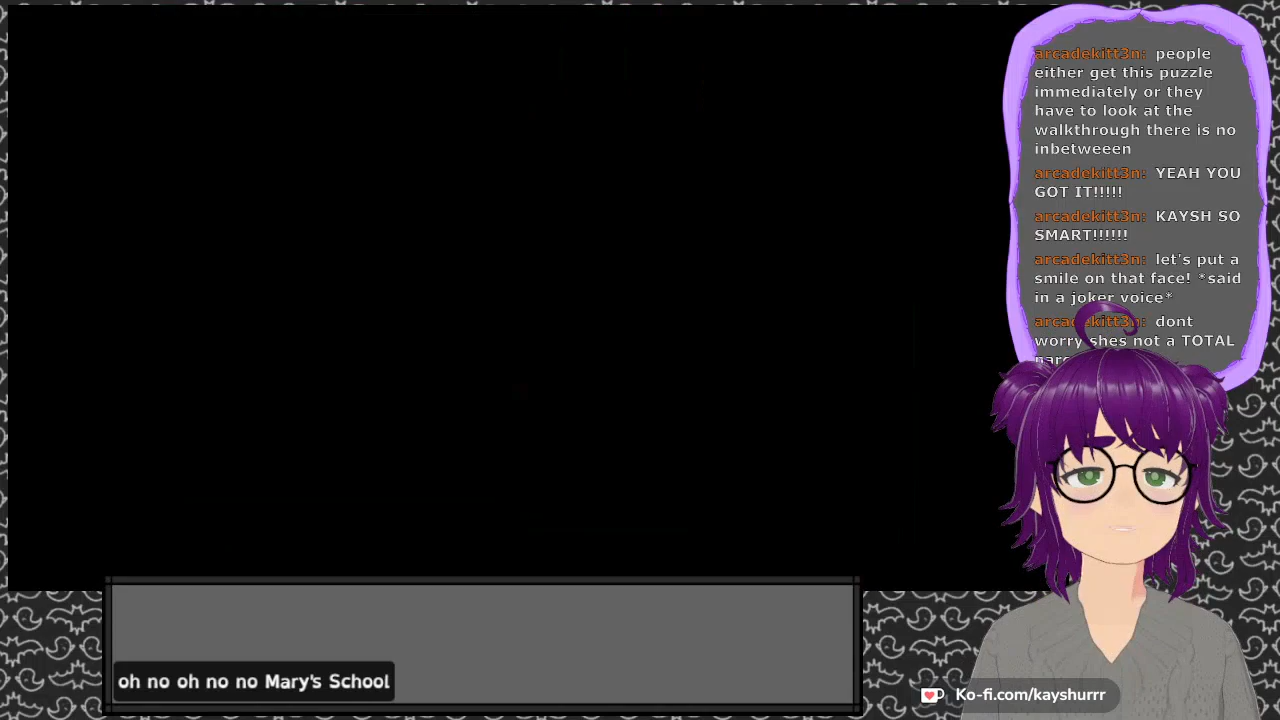 arcadekitt3n: people
either get this puzzle
immediately or they
have to look at the
walkthrough there is no
inbetweeen
arcadekitt3n: YEAH YOU
GOT IT!!!!!
arcadekitt3n: KAYSH SO
SMART!!!!!!
arcadekitt3n: let's put a
smile on that face! *said
in a joker voice*
arcadekitt3n: dont
worry shes not a TOTAL
oh no oh no no Mary's School
Ko-fi.com/kayshurrr